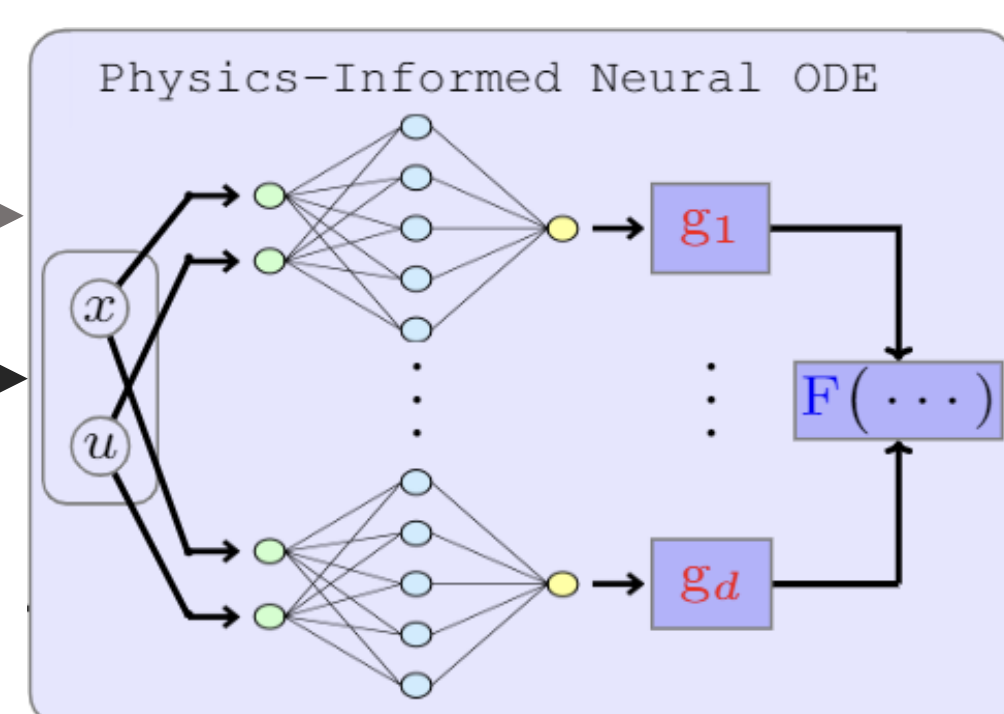 Physics-Informed Neural ODE
x
u
g1
F(···)
gd